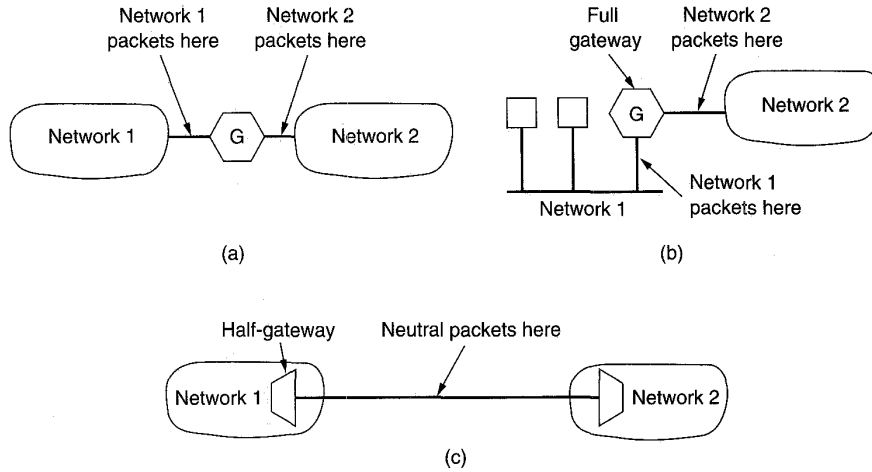 Network 1
packets here
Network 2
packets here
Network 1
G
Network 2
(a)
Full
gateway
Network 2
packets here
G
Network 2
Network 1
Network 1
packets here
(b)
Half-gateway
Neutral packets here
Network 1
Network 2
(c)